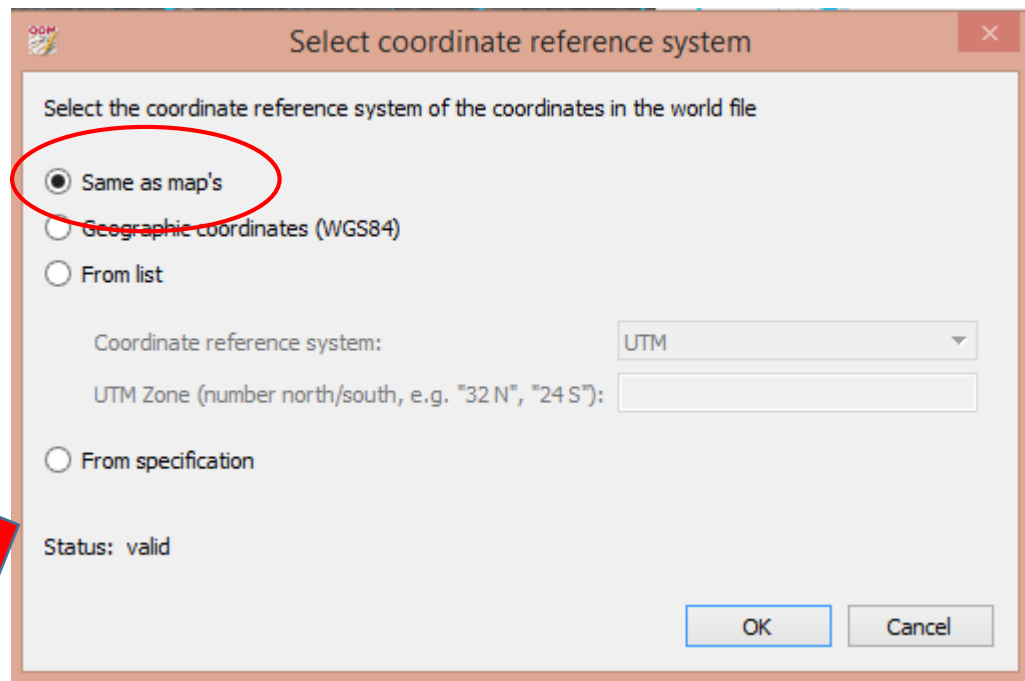 OOM
Select coordinate reference system
Select the coordinate reference system of the coordinates in the world file
Same as map's
Geographic coordinates (WGS84)
From list
Coordinate reference system: UTM
UTM Zone (number north/south, e.g. "32 N", "24 S"):
From specification
Status: valid
OK Cancel